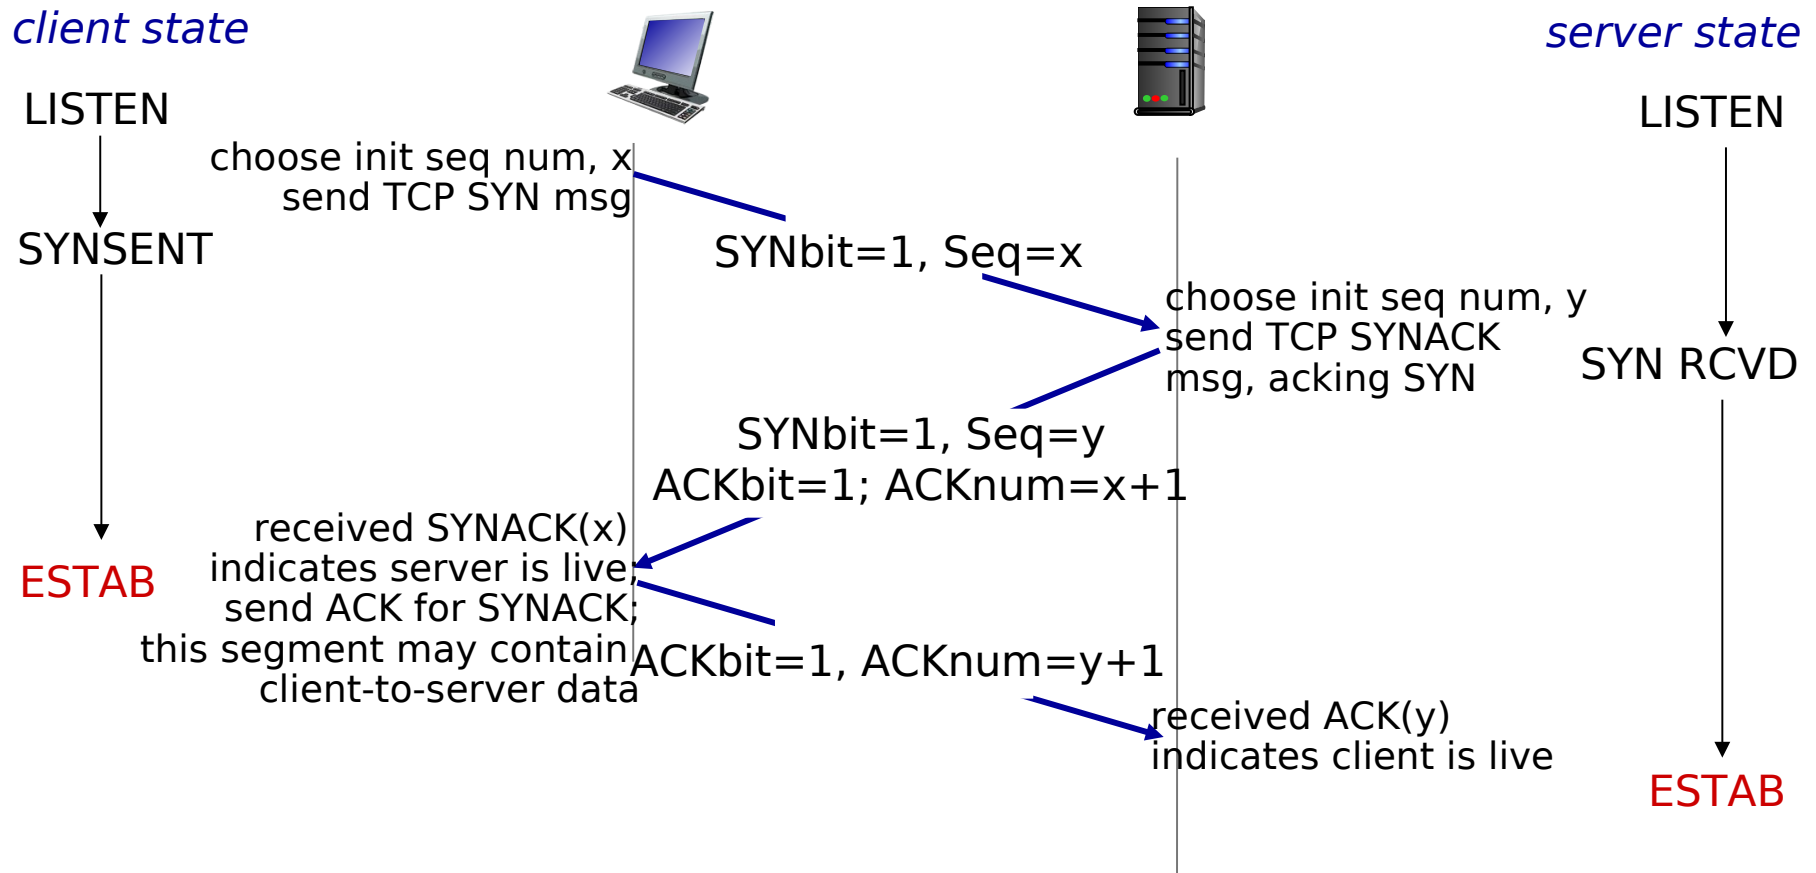 client state
server state
LISTEN
LISTEN
choose init seq num, x
send TCP SYN msg
SYNSENT
SYNbit=1, Seq=x
choose init seq num, y
send TCP SYNACK
msg, acking SYN
SYN RCVD
SYNbit=1, Seq=y
ACKbit=1; ACKnum=x+1
received SYNACK(x)
indicates server is live;
send ACK for SYNACK;
this segment may contain
client-to-server data
ESTAB
ACKbit=1, ACKnum=y+1
received ACK(y)
indicates client is live
ESTAB